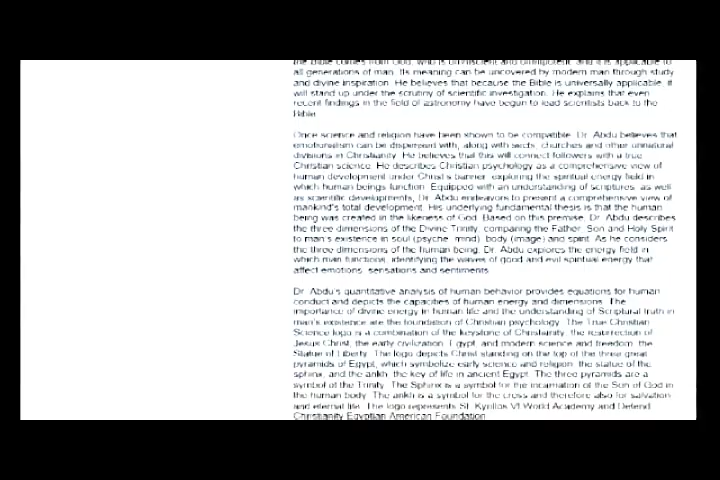 the Bible comes from God, who is omniscient and omnipotent, and it is applicable to
all generations of man. Its meaning can be uncovered by modern man through study
and divine inspiration. He believes that because the Bible is universally applicable, it
will stand up under the scrutiny of scientific investigation. He explains that even
recent findings in the field of astronomy have begun to lead scientists back to the
Bible.
Once science and religion have been shown to be compatible, Dr. Abdu believes that
emotionalism can be dispensed with, along with sects, churches and other unnatural
divisions in Christianity. He believes that this will connect followers with a true
Christian science. He describes Christian psychology as a comprehensive view of
human development under Christ's banner, exploring the spiritual energy field in
which human beings function. Equipped with an understanding of scriptures, as well
as scientific developments, Dr. Abdu endeavors to present a comprehensive view of
mankind's total development. His underlying fundamental thesis is that the human
being was created in the likeness of God. Based on this premise, Dr. Abdu describes
the three dimensions of the Divine Trinity, comparing the Father, Son and Holy Spirit
to man's existence in soul (psyche, mind), body (image) and spirit. As he considers
the three dimensions of the human being, Dr. Abdu explores the energy field in
which man functions, identifying the waves of good and evil spiritual energy that
affect emotions, sensations and sentiments.
Dr. Abdu's quantitative analysis of human behavior provides equations for human
conduct and depicts the capacities of human energy and dimensions. The
importance of divine energy in human life and the understanding of Scriptural truth in
man's existence are the foundation of Christian psychology. The True Christian
Science logo is a combination of the keystone of Christianity, the resurrection of
Jesus Christ, the early civilization, Egypt, and modern science and freedom, the
Statue of Liberty. The logo depicts Christ standing on the top of the three great
pyramids of Egypt, which symbolize early science and religion, the statue of the
sphinx, and the ankh, the key of life in ancient Egypt. The three pyramids are a
symbol of the Trinity. The Sphinx is a symbol for the incarnation of the Son of God in
the human body. The ankh is a symbol for the cross and therefore also for salvation
and eternal life. The logo represents St. Kyrillos VI World Academy and Defend
Christianity Egyptian American Foundation.